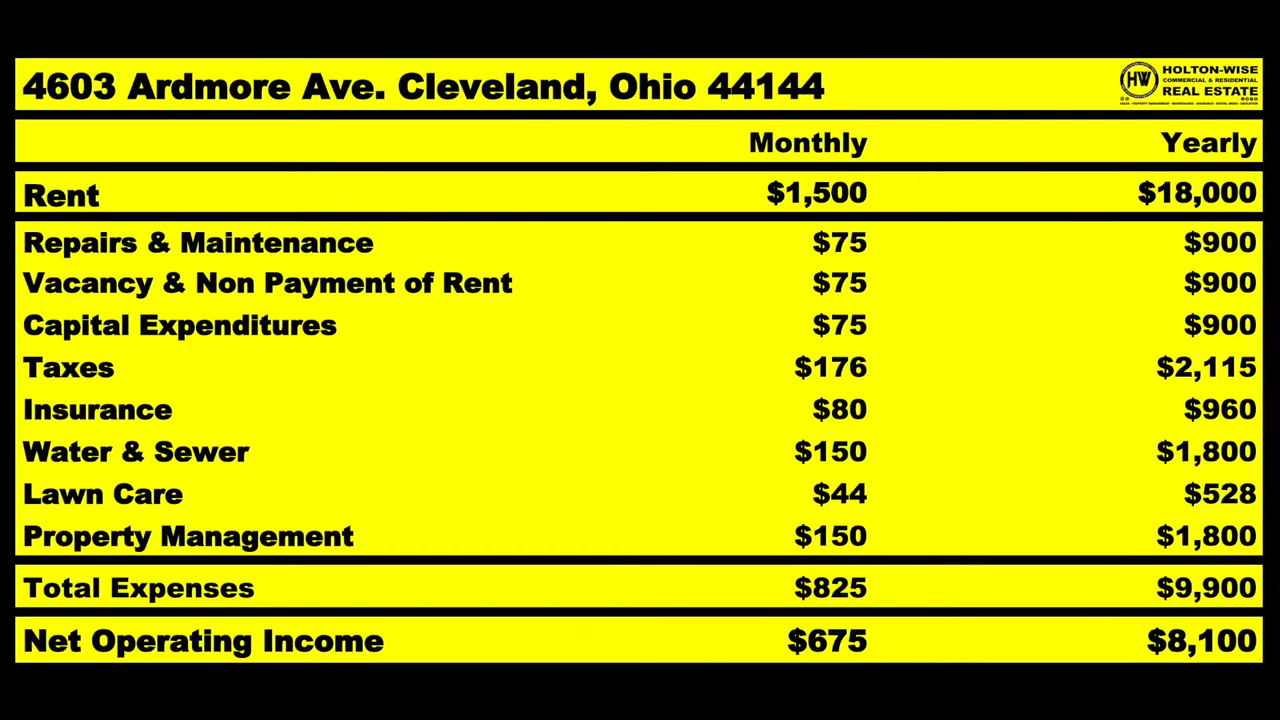 4603 Ardmore Ave. Cleveland, Ohio 44144
HW
HOLTON-WISE
COMMERCIAL & RESIDENTIAL
REAL ESTATE
Monthly Yearly
Rent $1,500 $18,000
Repairs & Maintenance $75 $900
Vacancy & Non Payment of Rent $75 $900
Capital Expenditures $75 $900
Taxes $176 $2,115
Insurance $80 $960
Water & Sewer $150 $1,800
Lawn Care $44 $528
Property Management $150 $1,800
Total Expenses $825 $9,900
Net Operating Income $675 $8,100